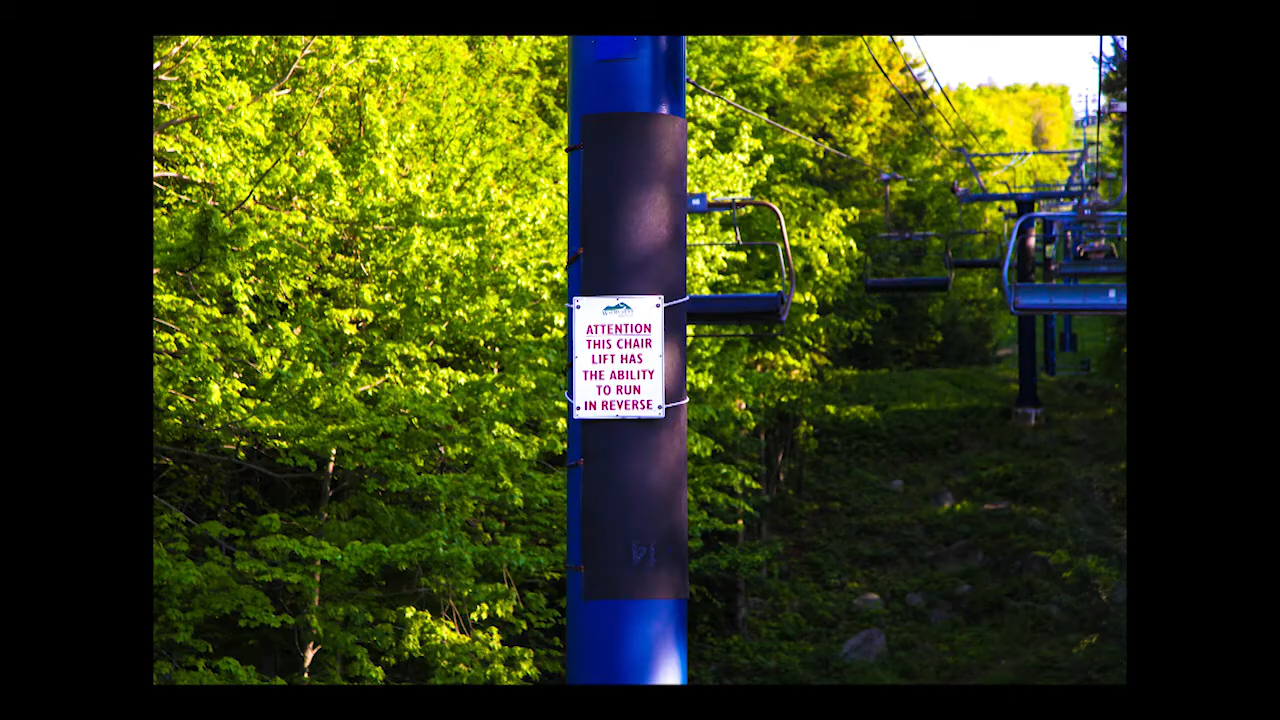 ATTENTION
THIS CHAIR
LIFT HAS
THE ABILITY
TO RUN
IN REVERSE